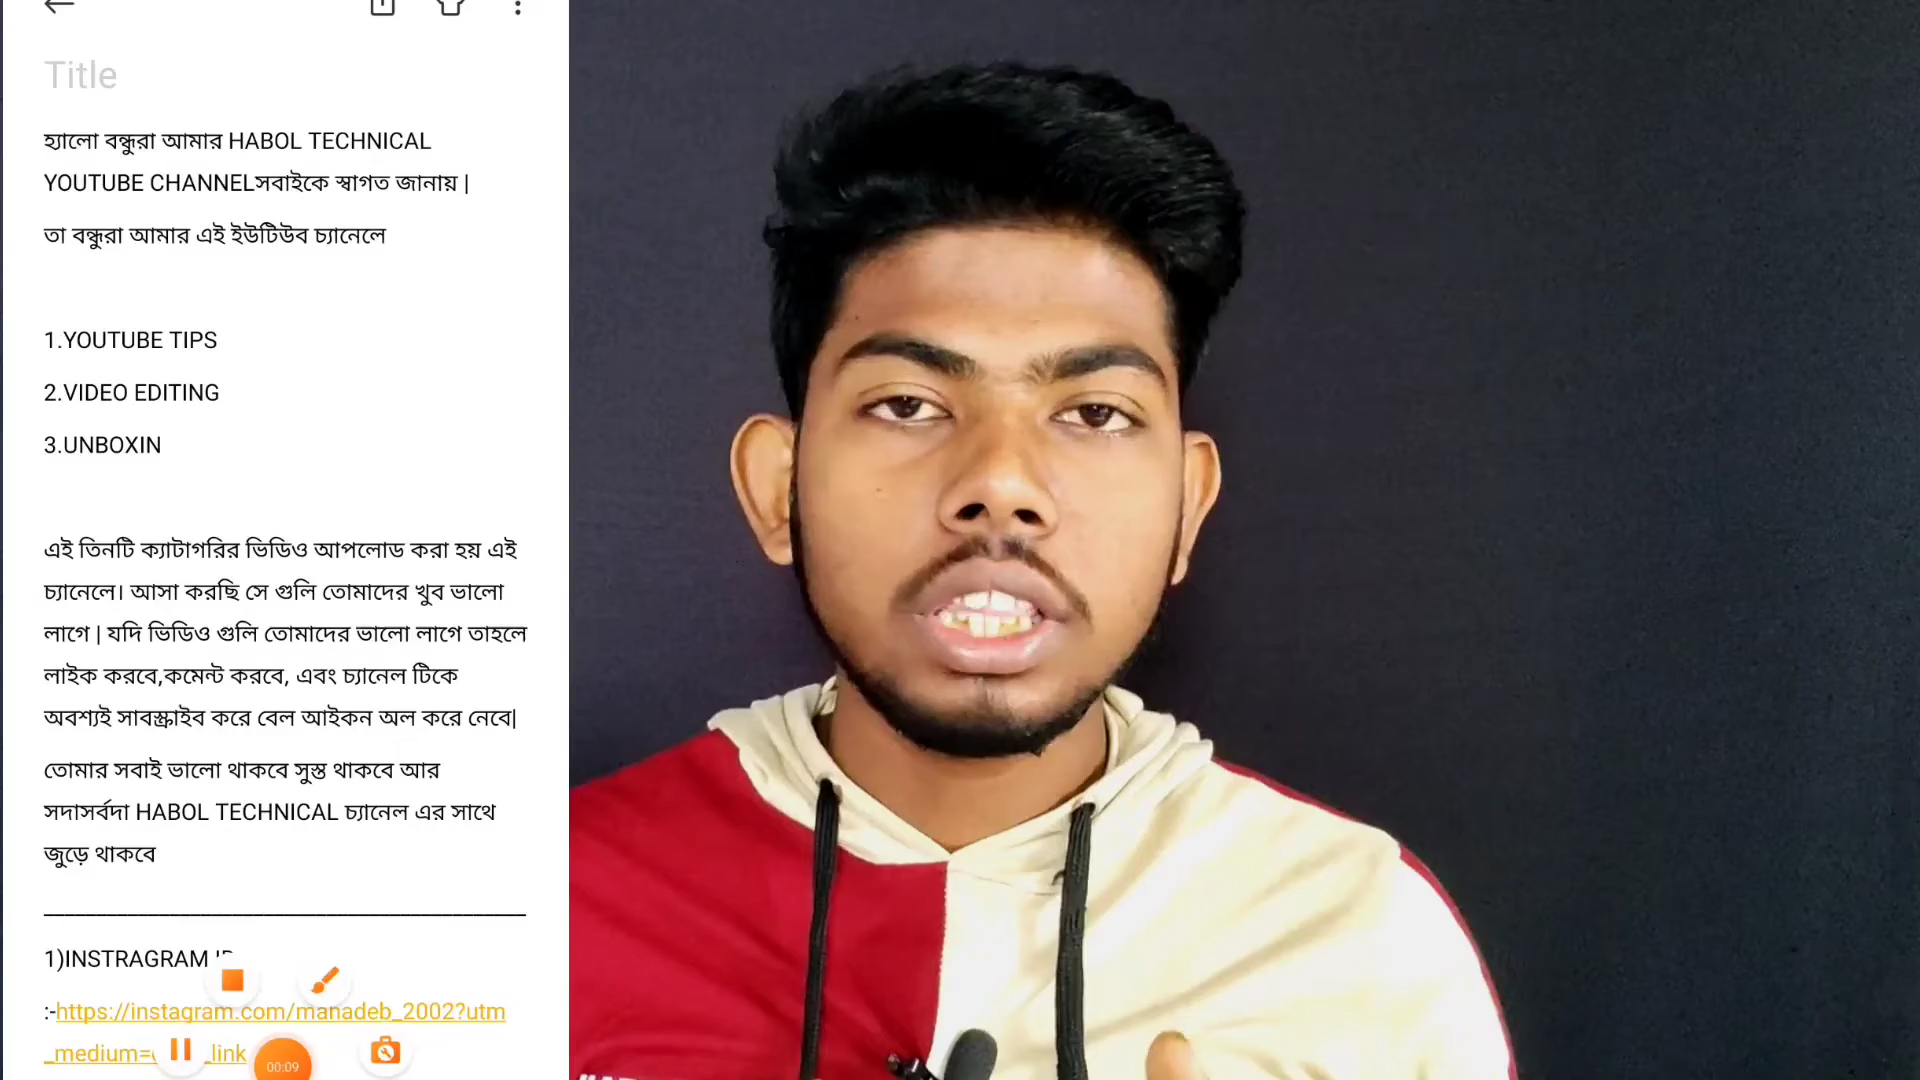 Title
হ্যালো বন্ধুরা আমার HABOL TECHNICAL
YOUTUBE CHANNELসবাইকে স্বাগত জানায় |
তা বন্ধুরা আমার এই ইউটিউব চ্যানেলে
1.YOUTUBE TIPS
2.VIDEO EDITING
3.UNBOXIN
এই তিনটি ক্যাটাগরির ভিডিও আপলোড করা হয় এই
চ্যানেলে। আসা করছি সে গুলি তোমাদের খুব ভালো
লাগে | যদি ভিডিও গুলি তোমাদের ভালো লাগে তাহলে
লাইক করবে,কমেন্ট করবে, এবং চ্যানেল টিকে
অবশ্যই সাবস্ক্রাইব করে বেল আইকন অল করে নেবে|
তোমার সবাই ভালো থাকবে সুস্ত থাকবে আর
সদাসর্বদা HABOL TECHNICAL চ্যানেল এর সাথে
জুড়ে থাকবে
1)INSTRAGRAM
:-https://instagram.com/manadeb_2002?utm
_medium= _link
00:09